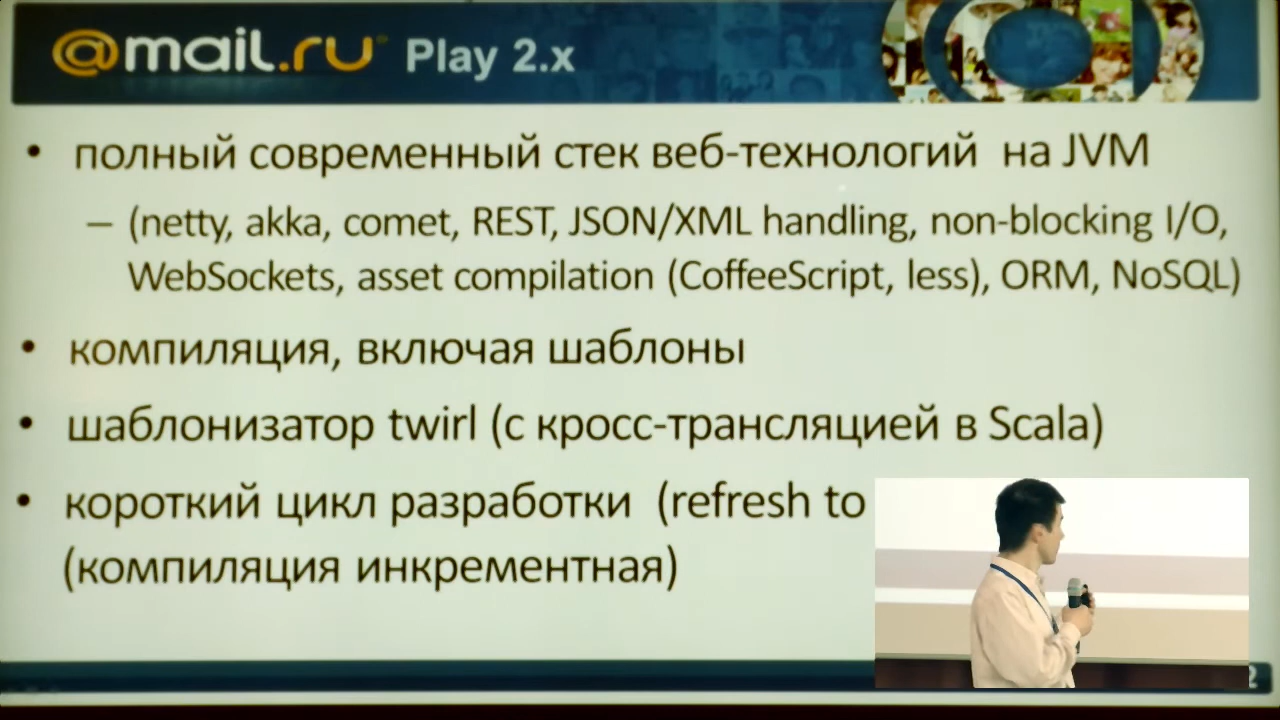 @mail.ru Play 2.x
• полный современный стек веб-технологий на JVM
– (netty, akka, comet, REST, JSON/XML handling, non-blocking I/O,
WebSockets, asset compilation (CoffeeScript, less), ORM, NoSQL)
• компиляция, включая шаблоны
• шаблонизатор twirl (с кросс-трансляцией в Scala)
• короткий цикл разработки (refresh to
(компиляция инкрементная)
2